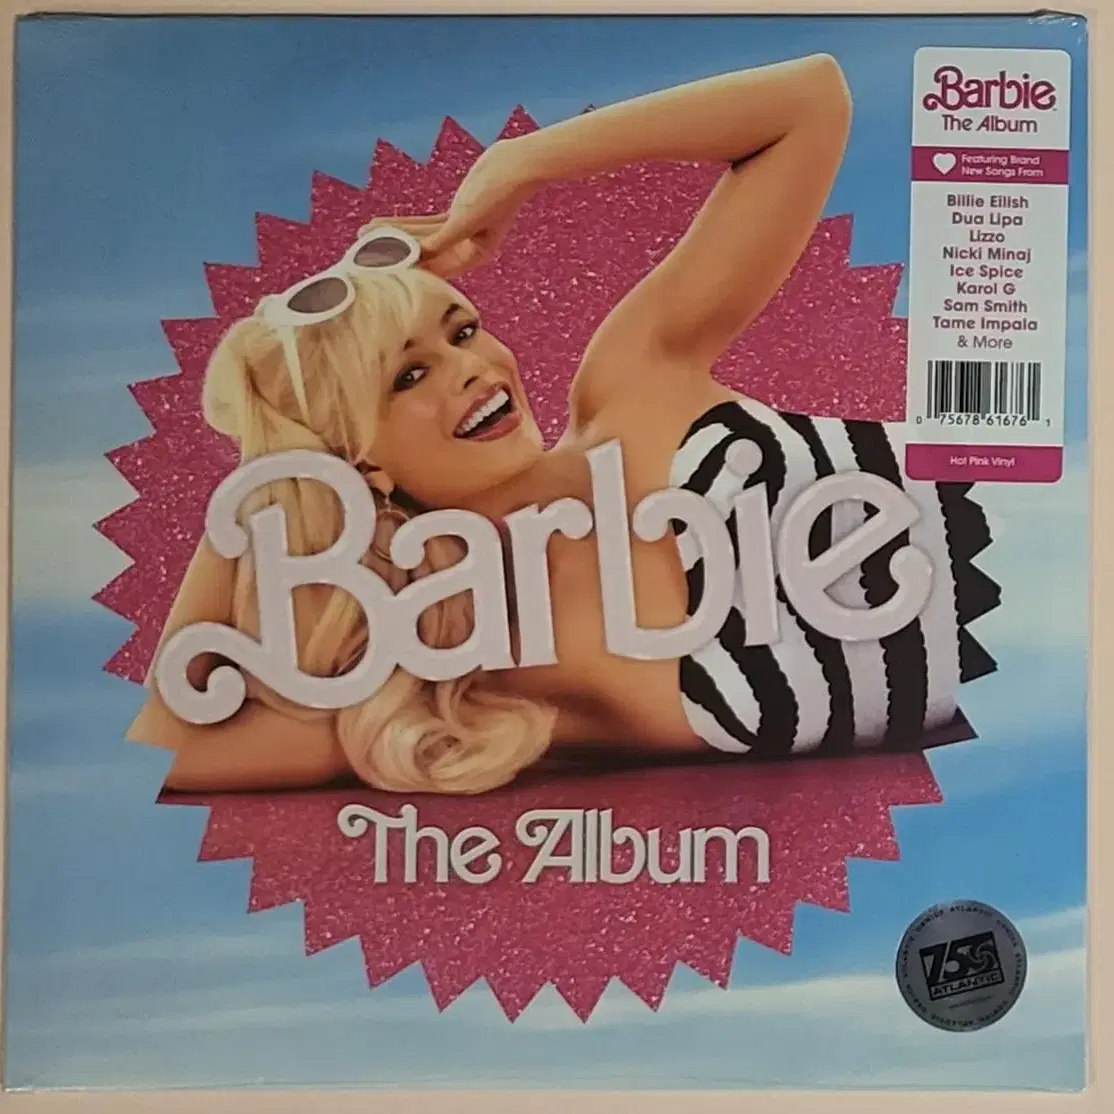 Barbie
The Album
Barbie
The Album
Featuring Brand
New Songs From
Billie Eilish
Dua Lipa
Lizzo
Nicki Minaj
Ice Spice
Karol G
Sam Smith
Tame Impala
& More
0 75678 61676 1
Hot Pink Vinyl
75
ATLANTIC